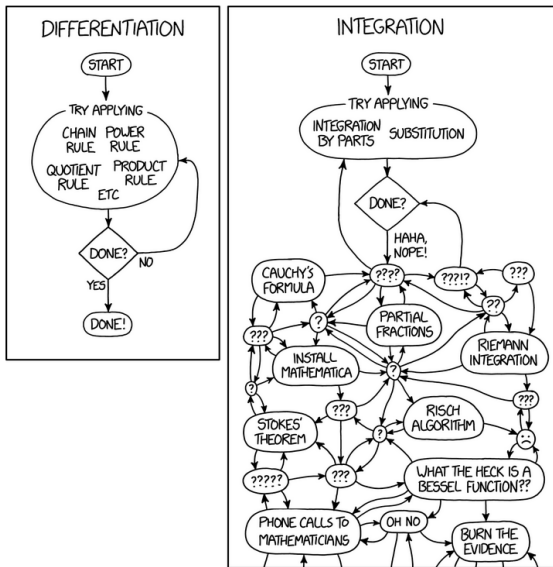 DIFFERENTIATION
START
TRY APPLYING
CHAIN RULE
POWER RULE
QUOTIENT RULE
PRODUCT RULE
ETC
DONE?
NO
YES
DONE!
INTEGRATION
START
TRY APPLYING
INTEGRATION BY PARTS
SUBSTITUTION
DONE?
HAHA, NOPE!
CAUCHY'S FORMULA
????
???!?
???
??
???
?
PARTIAL FRACTIONS
RIEMANN INTEGRATION
INSTALL MATHEMATICA
?
?
???
???
STOKES' THEOREM
?
RISCH ALGORITHM
?????
???
WHAT THE HECK IS A BESSEL FUNCTION??
PHONE CALLS TO MATHEMATICIANS
OH NO
BURN THE EVIDENCE